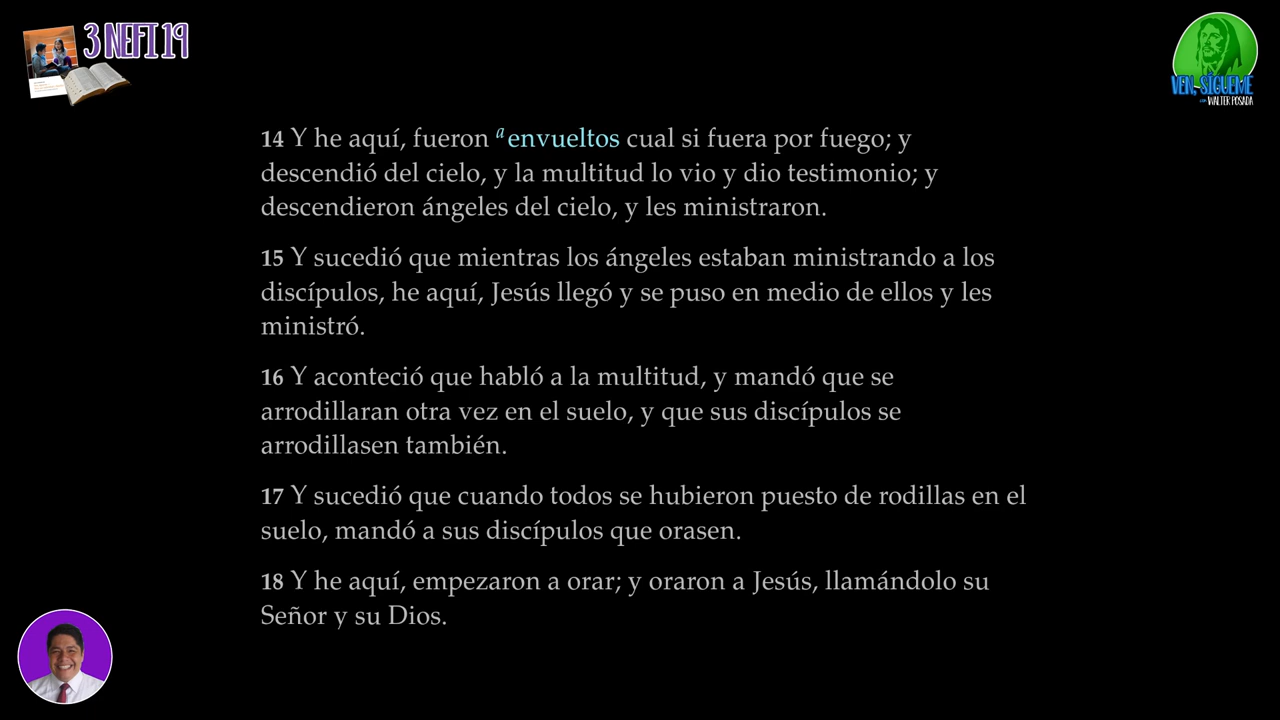 3 NEFI 19
VEN, SÍGUEME
CON WALTER POSADA
14 Y he aquí, fueron a envueltos cual si fuera por fuego; y
descendió del cielo, y la multitud lo vio y dio testimonio; y
descendieron ángeles del cielo, y les ministraron.
15 Y sucedió que mientras los ángeles estaban ministrando a los
discípulos, he aquí, Jesús llegó y se puso en medio de ellos y les
ministró.
16 Y aconteció que habló a la multitud, y mandó que se
arrodillaran otra vez en el suelo, y que sus discípulos se
arrodillasen también.
17 Y sucedió que cuando todos se hubieron puesto de rodillas en el
suelo, mandó a sus discípulos que orasen.
18 Y he aquí, empezaron a orar; y oraron a Jesús, llamándolo su
Señor y su Dios.